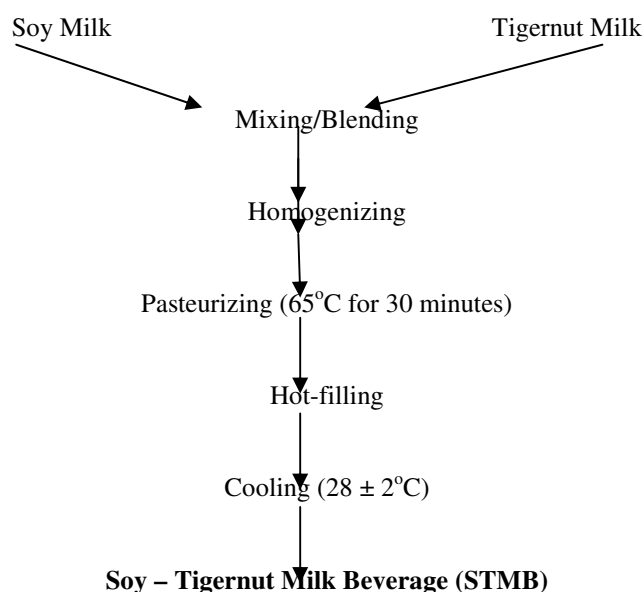 Soy Milk Tigernut Milk
Mixing/Blending
Homogenizing
Pasteurizing (65°C for 30 minutes)
Hot-filling
Cooling (28 ± 2°C)
Soy – Tigernut Milk Beverage (STMB)